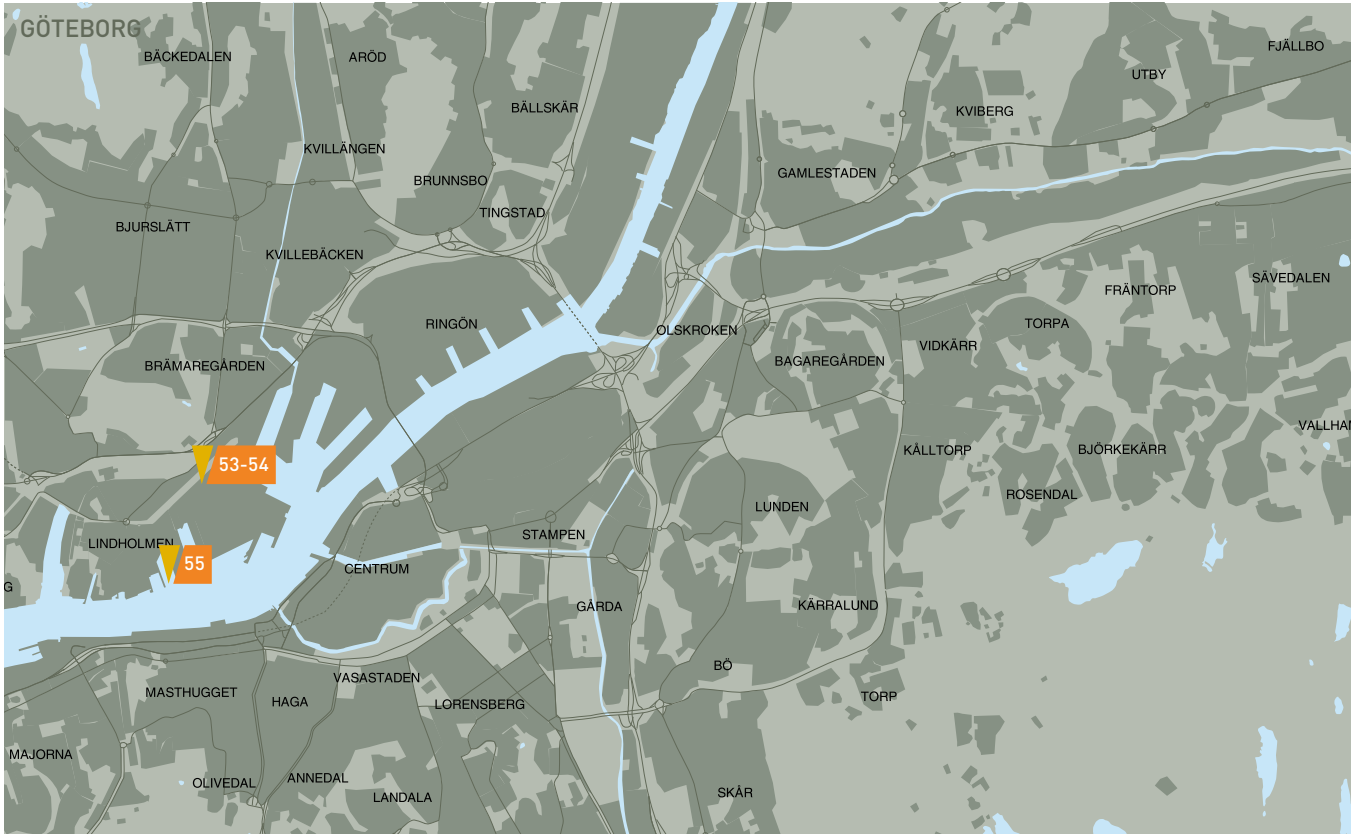 GÖTEBORG
FJÄLLBO
BÄCKEDALEN
ARÖD
UTBY
BÄLLSKÄR
KVIBERG
KVILLÄNGEN
GAMLESTADEN
BRUNNSBO
TINGSTAD
BJURSLÄTT
KVILLEBÄCKEN
SÄVEDALEN
FRÄNTORP
RINGÖN
TORPA
OLSKROKEN
VIDKÄRR
BAGAREGÅRDEN
BRÄMAREGÅRDEN
VALLHAN
KÅLLTORP
BJÖRKEKÄRR
53-54
ROSENDAL
LUNDEN
STAMPEN
LINDHOLMEN
55
CENTRUM
G
GÅRDA
KÄRRALUND
BÖ
VASASTADEN
MASTHUGGET
TORP
HAGA
LORENSBERG
MAJORNA
ANNEDAL
OLIVEDAL
SKÅR
LANDALA